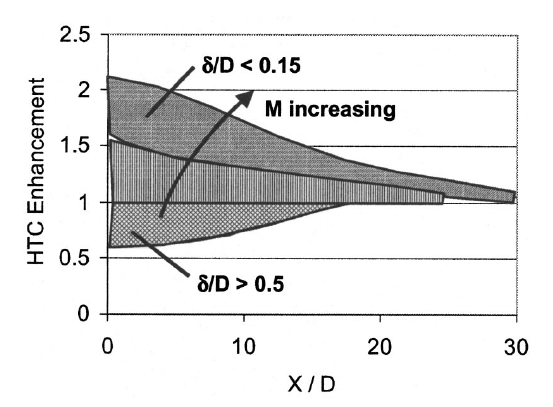 2.5
2
1.5
1
0.5
0
HTC Enhancement
δ/D < 0.15
M increasing
δ/D > 0.5
0 10 20 30
X / D